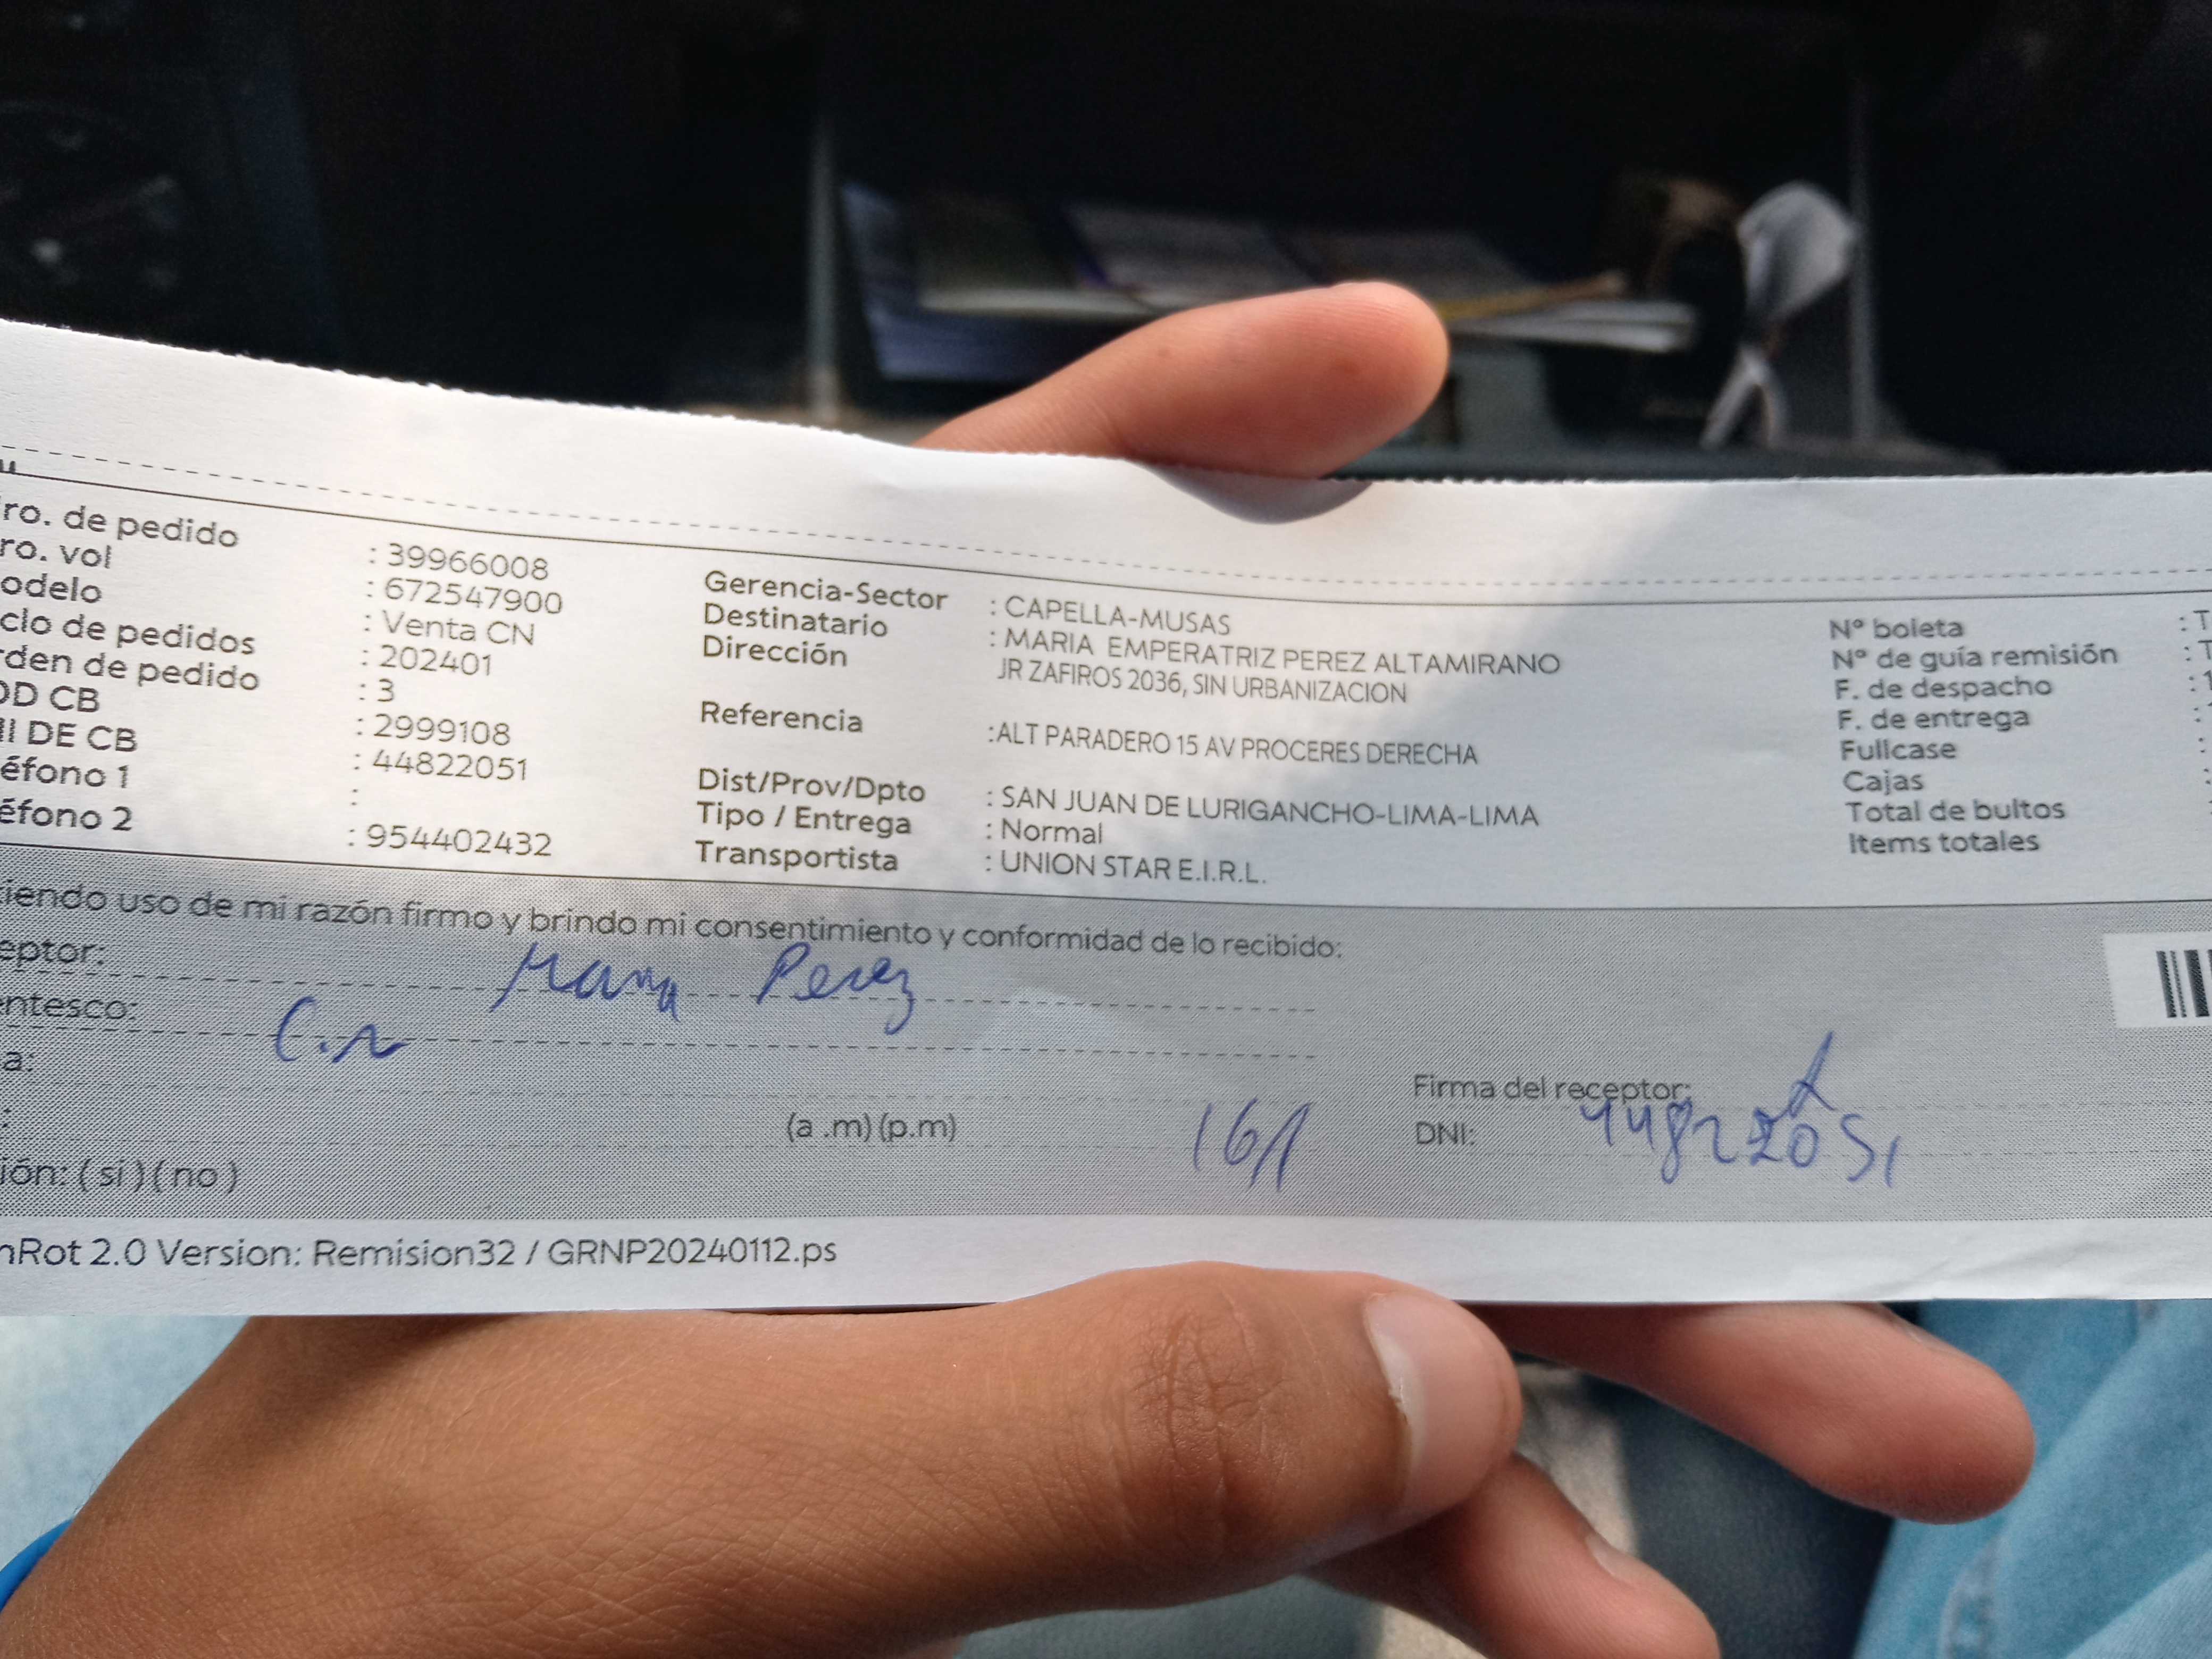 ro. de pedido : 39966008
ro. vol : 672547900
odelo : Venta CN
clo de pedidos : 202401
rden de pedido : 3
OD CB : 2999108
II DE CB : 44822051
éfono 1 :
éfono 2 : 954402432
Gerencia-Sector : CAPELLA-MUSAS
Destinatario : MARIA EMPERATRIZ PEREZ ALTAMIRANO
Dirección JR ZAFIROS 2036, SIN URBANIZACION
Referencia :ALT PARADERO 15 AV PROCERES DERECHA
Dist/Prov/Dpto : SAN JUAN DE LURIGANCHO-LIMA-LIMA
Tipo / Entrega : Normal
Transportista : UNION STAR E.I.R.L.
Nº boleta : T
Nº de guía remisión : T
F. de despacho : 1
F. de entrega :
Fullcase :
Cajas :
Total de bultos
Items totales
iendo uso de mi razón firmo y brindo mi consentimiento y conformidad de lo recibido:
eptor: Maria Perez
entesco: C.n
a:
: (a .m) (p.m) 16/1
Firma del receptor:
DNI: 44822051
ión: ( si ) ( no )
nRot 2.0 Version: Remision32 / GRNP20240112.ps